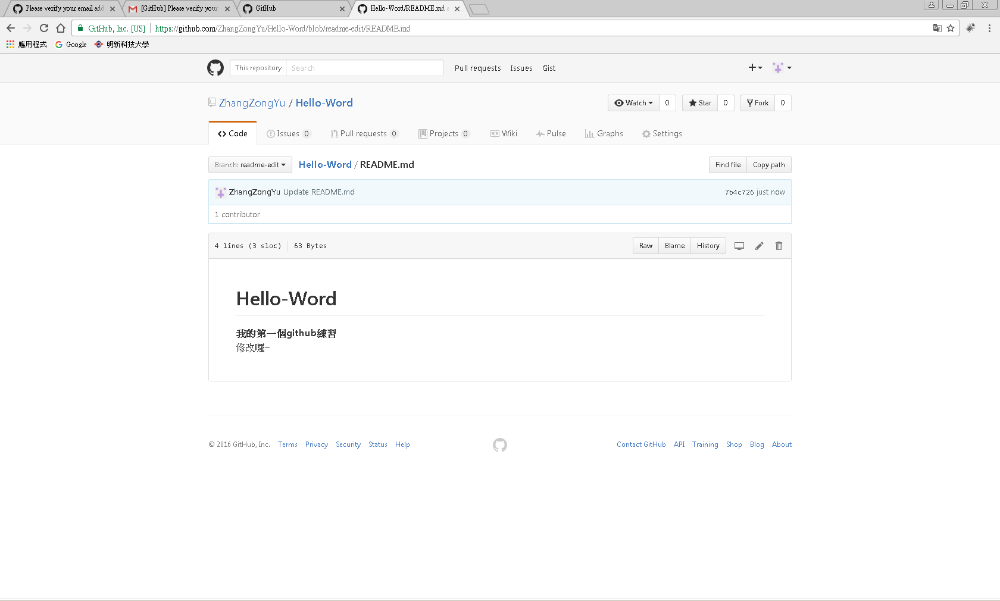 Please verify your email add
[GitHub] Please verify your
GitHub
Hello-Word/README.md a
GitHub, Inc. [US] https://github.com/ZhangZongYu/Hello-Word/blob/readme-edit/README.md
應用程式 Google 明新科技大學
This repository Search Pull requests Issues Gist
ZhangZongYu / Hello-Word Watch 0 Star 0 Fork 0
Code Issues 0 Pull requests 0 Projects 0 Wiki Pulse Graphs Settings
Branch: readme-edit Hello-Word / README.md Find file Copy path
ZhangZongYu Update README.md 7b4c726 just now
1 contributor
4 lines (3 sloc) 63 Bytes Raw Blame History
Hello-Word
我的第一個github練習
修改囉~
© 2016 GitHub, Inc. Terms Privacy Security Status Help Contact GitHub API Training Shop Blog About